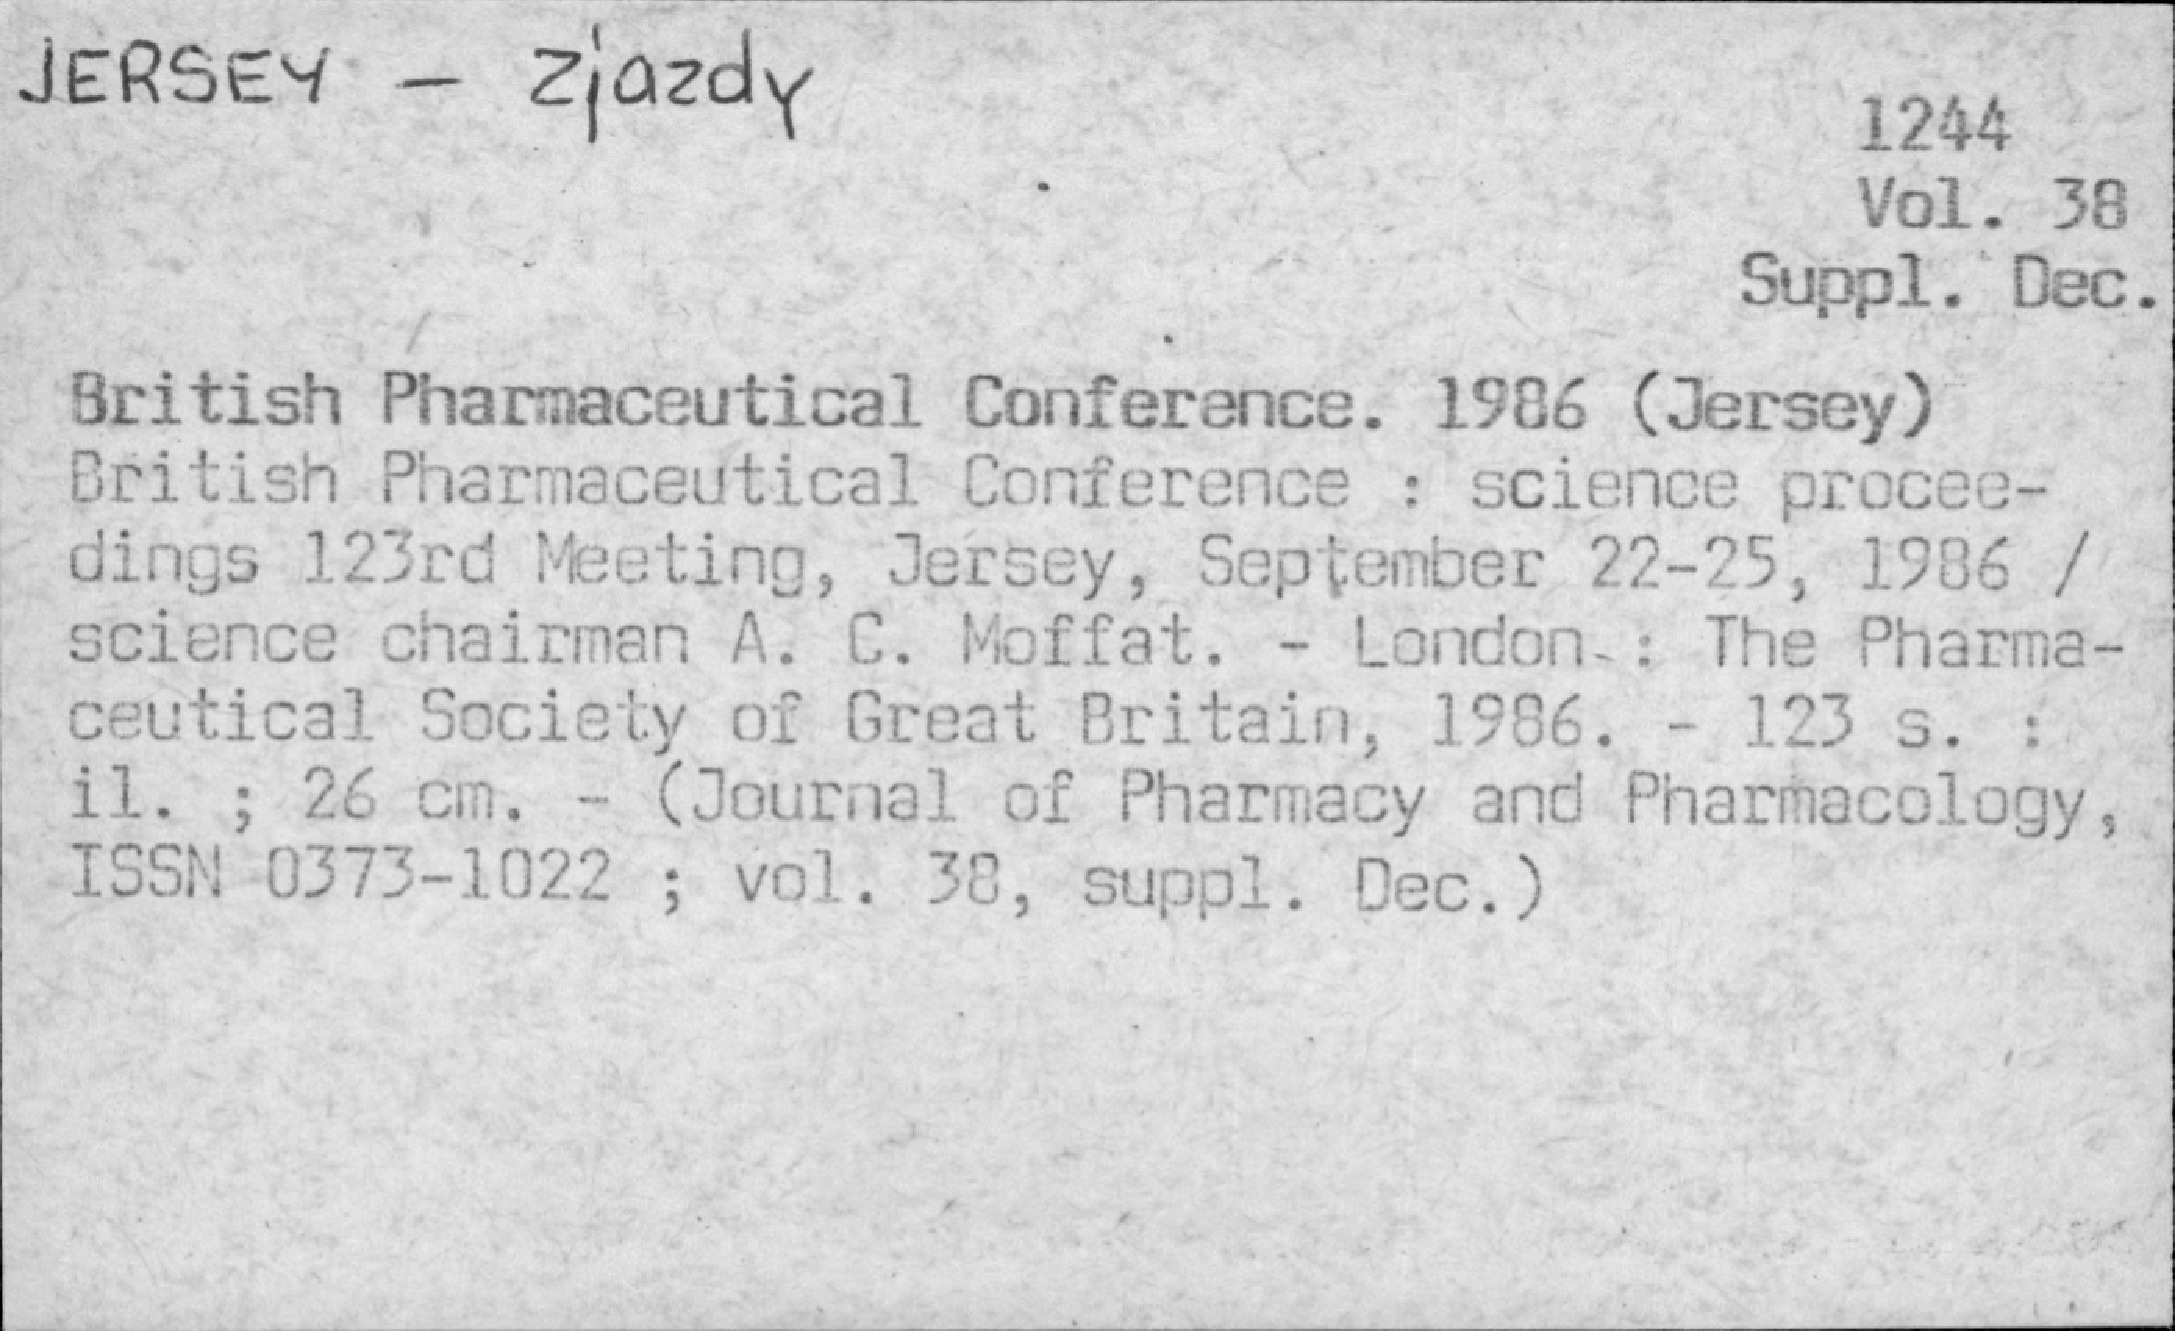 JERSEY – zjazdy
1244
Vol. 38
Suppl. Dec.
British Pharmaceutical Conference. 1986 (Jersey)
British Pharmaceutical Conference : science procee-
dings 123rd Meeting, Jersey, September 22-25, 1986 /
science chairman A. C. Moffat. - London : The Pharma-
ceutical Society of Great Britain, 1986. - 123 s. :
il. ; 26 cm. - (Journal of Pharmacy and Pharmacology,
ISSN 0373-1022 ; vol. 38, suppl. Dec.)